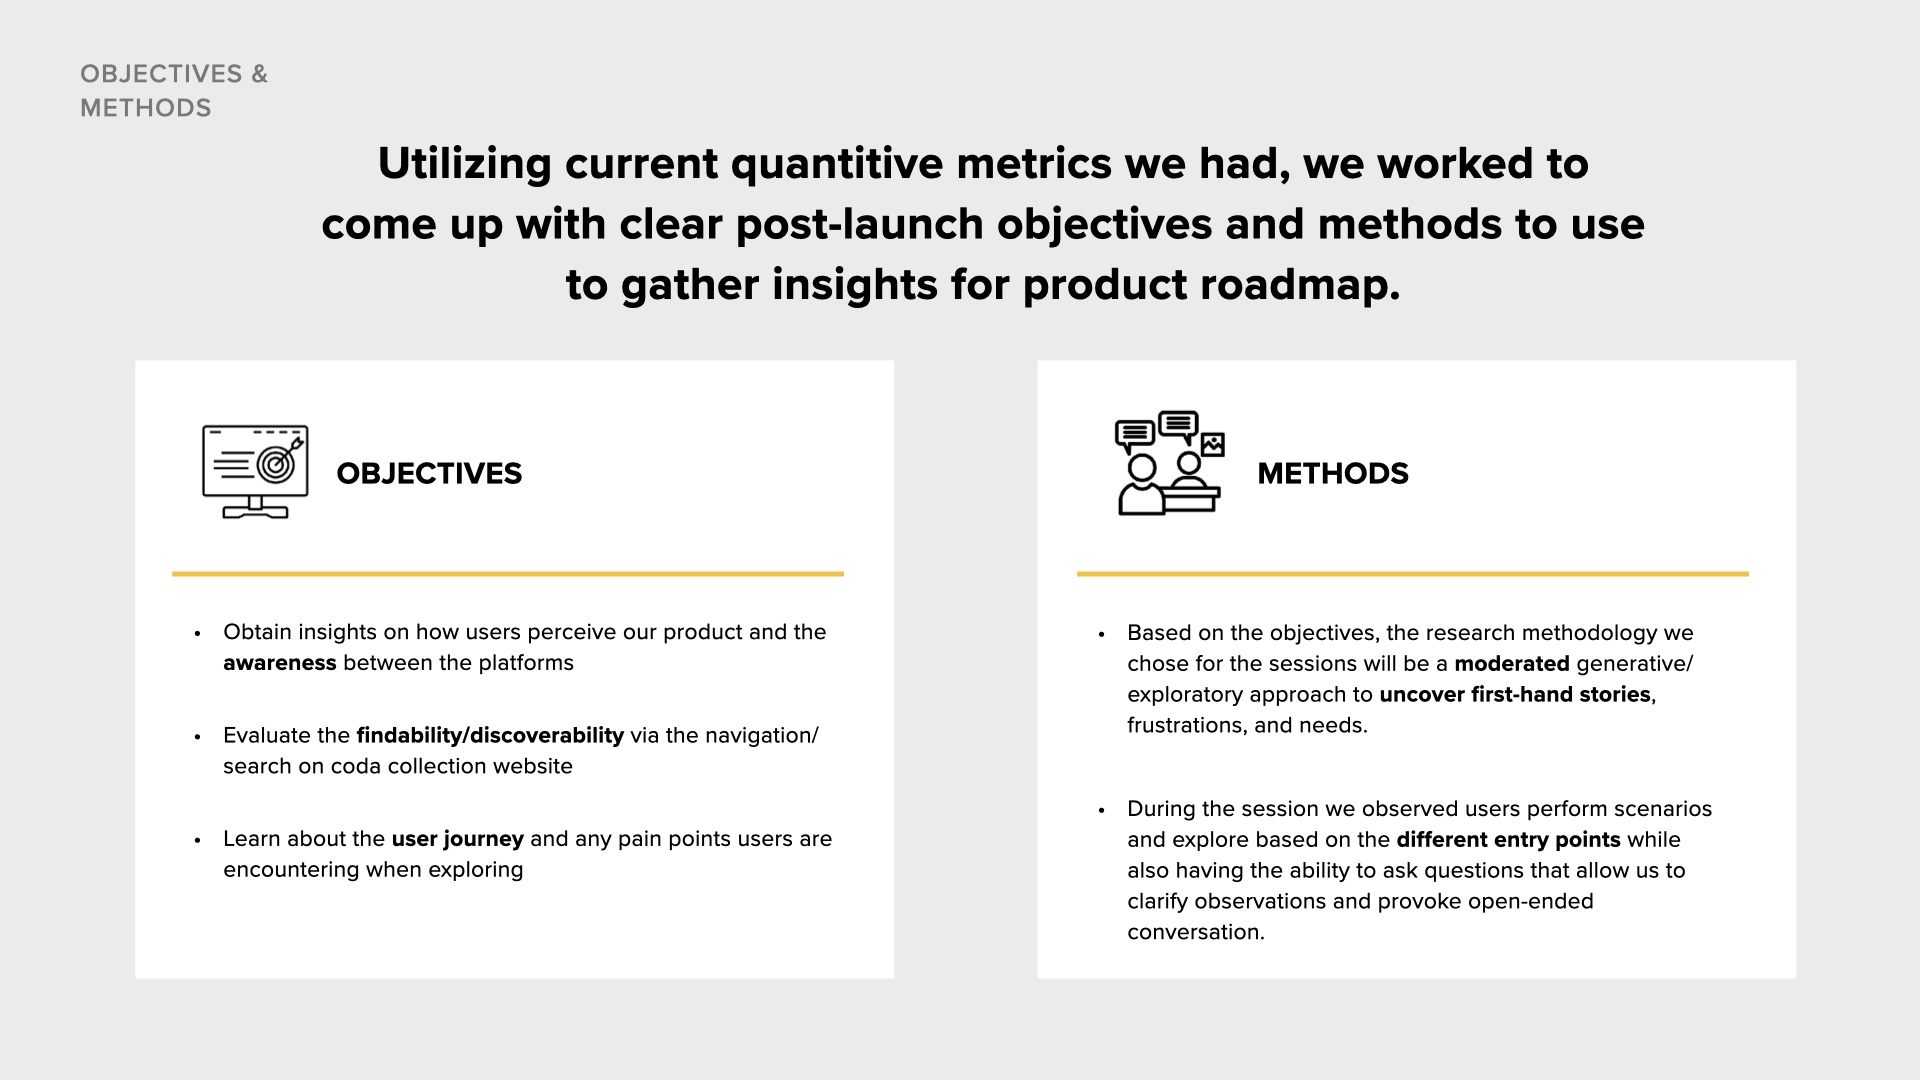 OBJECTIVES &
METHODS
Utilizing current quantitive metrics we had, we worked to
come up with clear post-launch objectives and methods to use
to gather insights for product roadmap.
OBJECTIVES
• Obtain insights on how users perceive our product and the
awareness between the platforms
• Evaluate the findability/discoverability via the navigation/
search on coda collection website
• Learn about the user journey and any pain points users are
encountering when exploring
METHODS
• Based on the objectives, the research methodology we
chose for the sessions will be a moderated generative/
exploratory approach to uncover first-hand stories,
frustrations, and needs.
• During the session we observed users perform scenarios
and explore based on the different entry points while
also having the ability to ask questions that allow us to
clarify observations and provoke open-ended
conversation.